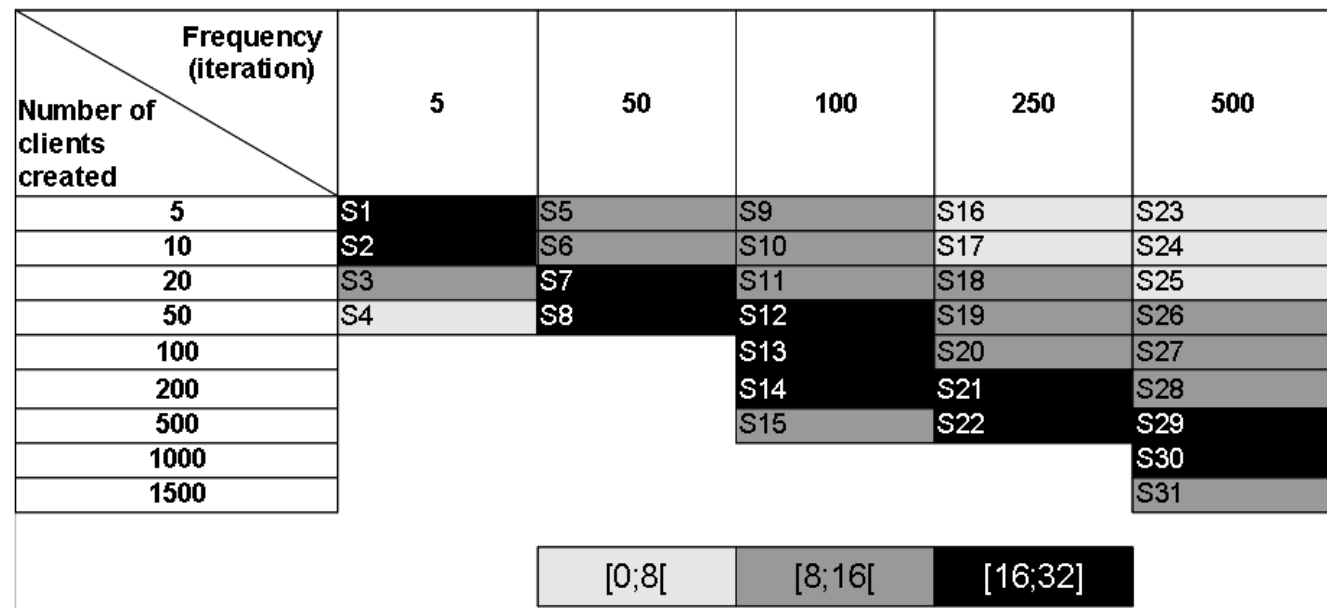 Frequency
(iteration)
Number of
clients
created
5 50 100 250 500
5 S1 S5 S9 S16 S23
10 S2 S6 S10 S17 S24
20 S3 S7 S11 S18 S25
50 S4 S8 S12 S19 S26
100 S13 S20 S27
200 S14 S21 S28
500 S15 S22 S29
1000 S30
1500 S31
[0;8[ [8;16[ [16;32]